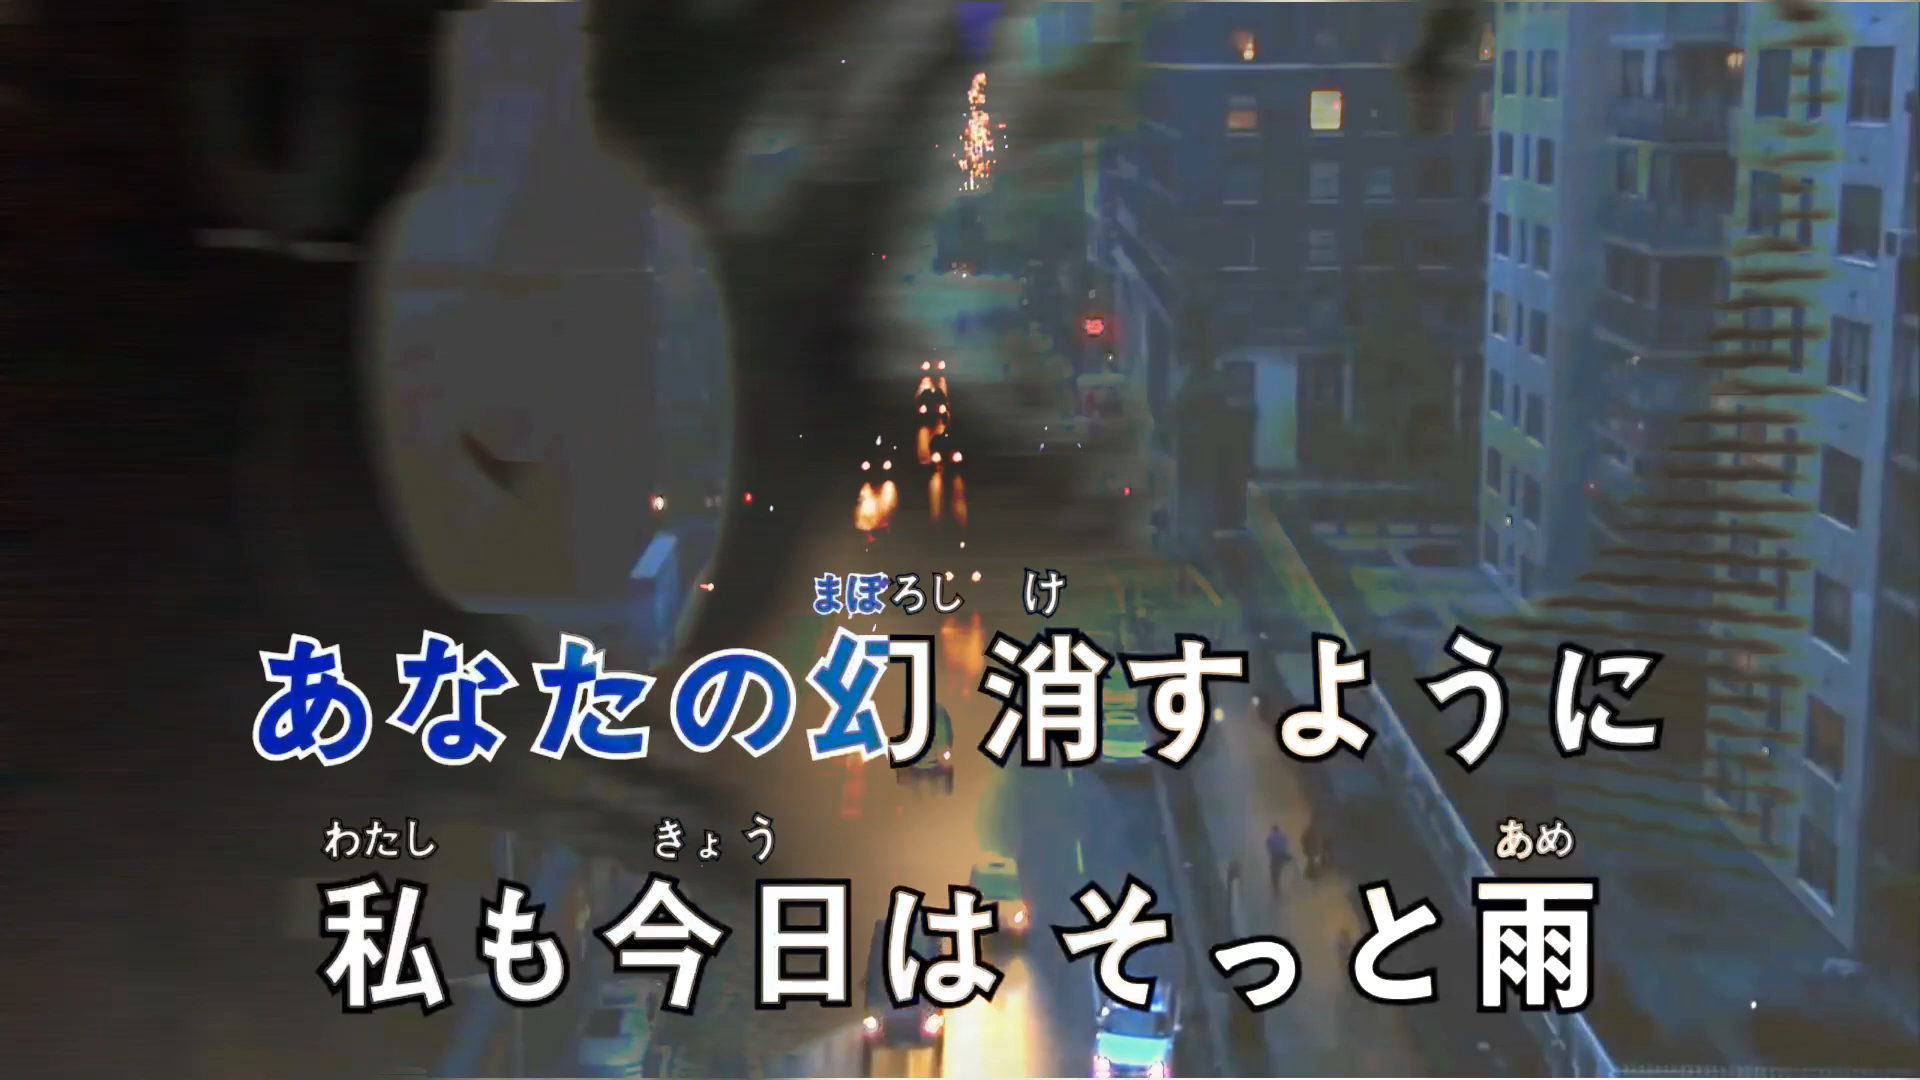 まぼろし け
あなたの幻 消すように
わたし きょう あめ
私も今日は そっと雨